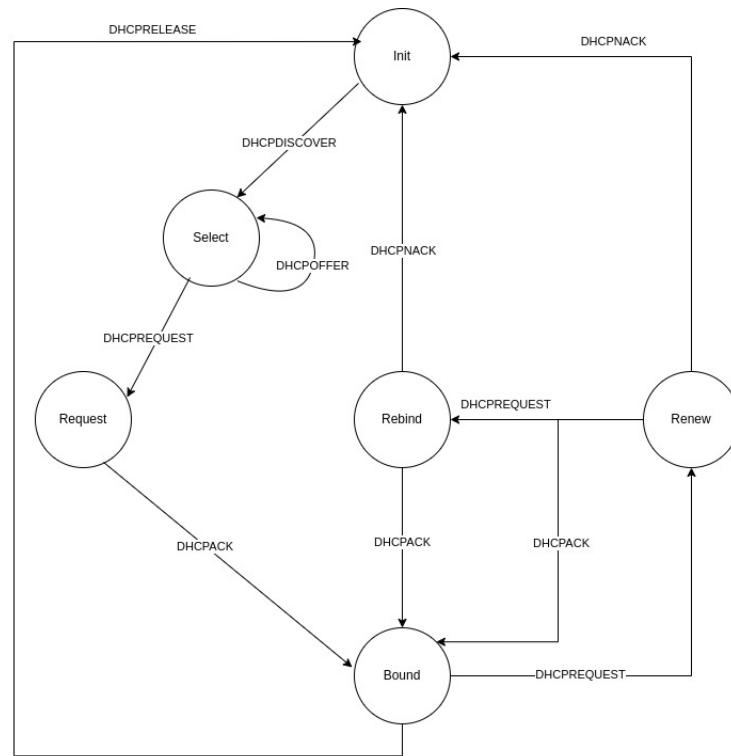 DHCPRELEASE
Init
DHCPNACK
DHCPDISCOVER
Select
DHCPOFFER
DHCPNACK
DHCPREQUEST
Request
Rebind
DHCPREQUEST
Renew
DHCPACK
DHCPACK
DHCPACK
Bound
DHCPREQUEST